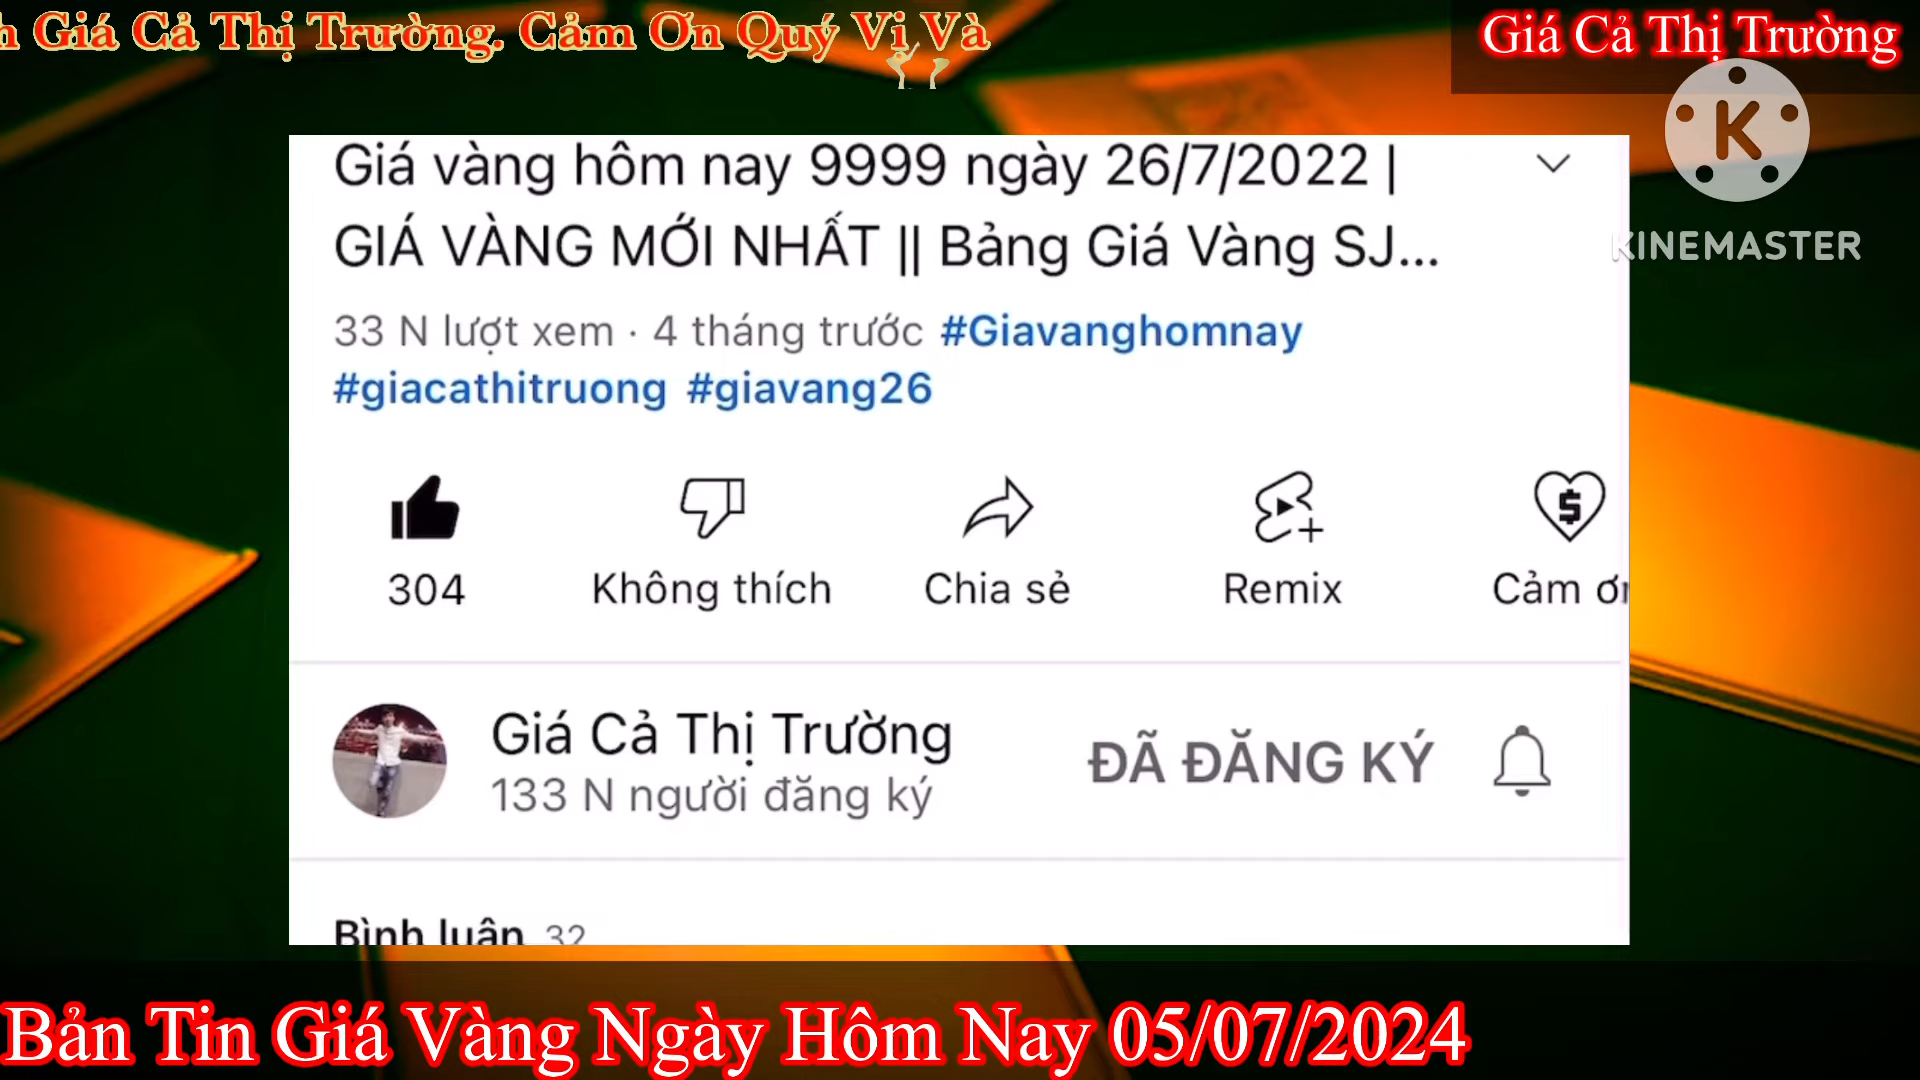 h Giá Cả Thị Trường. Cảm Ơn Quý Vị Và
Giá Cả Thị Trường
K
KINEMASTER
Giá vàng hôm nay 9999 ngày 26/7/2022 |
GIÁ VÀNG MỚI NHẤT || Bảng Giá Vàng SJ...
33 N lượt xem · 4 tháng trước #Giavanghomnay
#giacathitruong #giavang26
304 Không thích Chia sẻ Remix Cảm ơn
Giá Cả Thị Trường
133 N người đăng ký
ĐÃ ĐĂNG KÝ
Bình luận 32
Bản Tin Giá Vàng Ngày Hôm Nay 05/07/2024